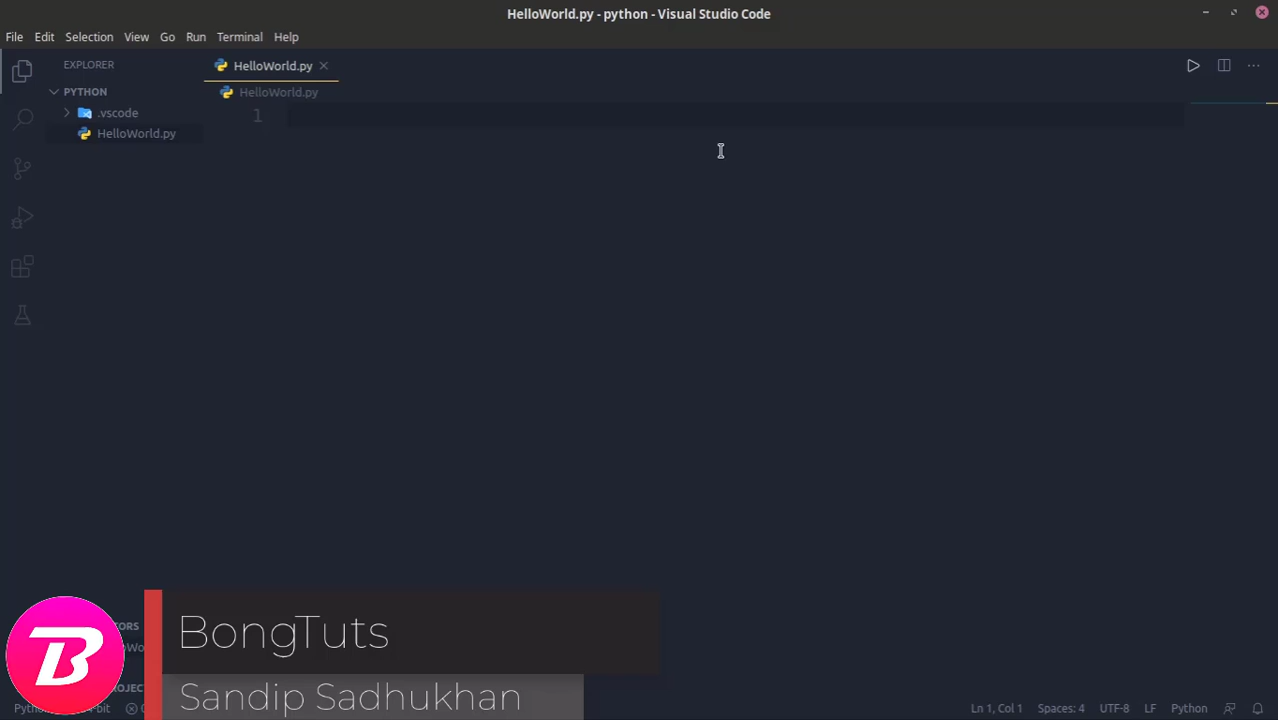 HelloWorld.py - python - Visual Studio Code
File Edit Selection View Go Run Terminal Help
EXPLORER
HelloWorld.py
PYTHON
HelloWorld.py
.vscode
1
HelloWorld.py
BongTuts
Sandip Sadhukhan
B
Ln 1, Col 1 Spaces: 4 UTF-8 LF Python